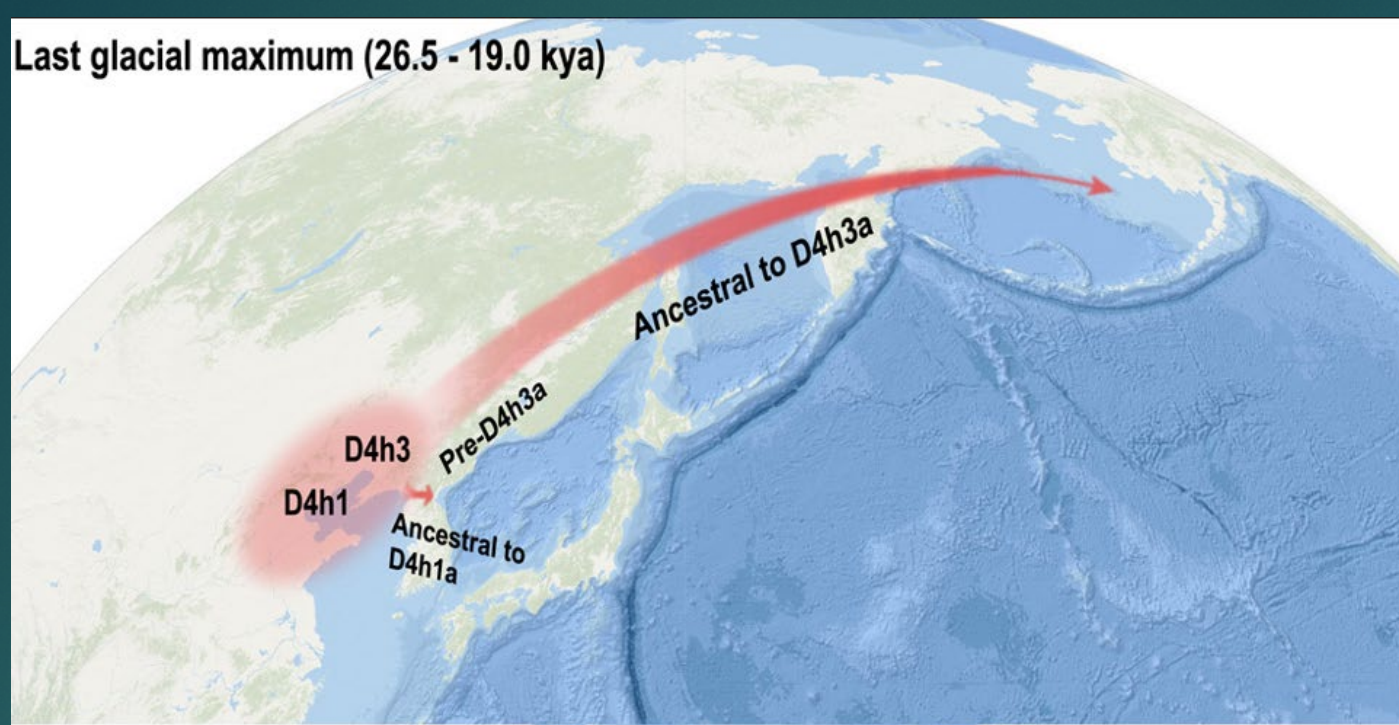 Last glacial maximum (26.5 - 19.0 kya)
Ancestral to D4h3a
Pre-D4h3a
D4h3
D4h1
Ancestral to
D4h1a